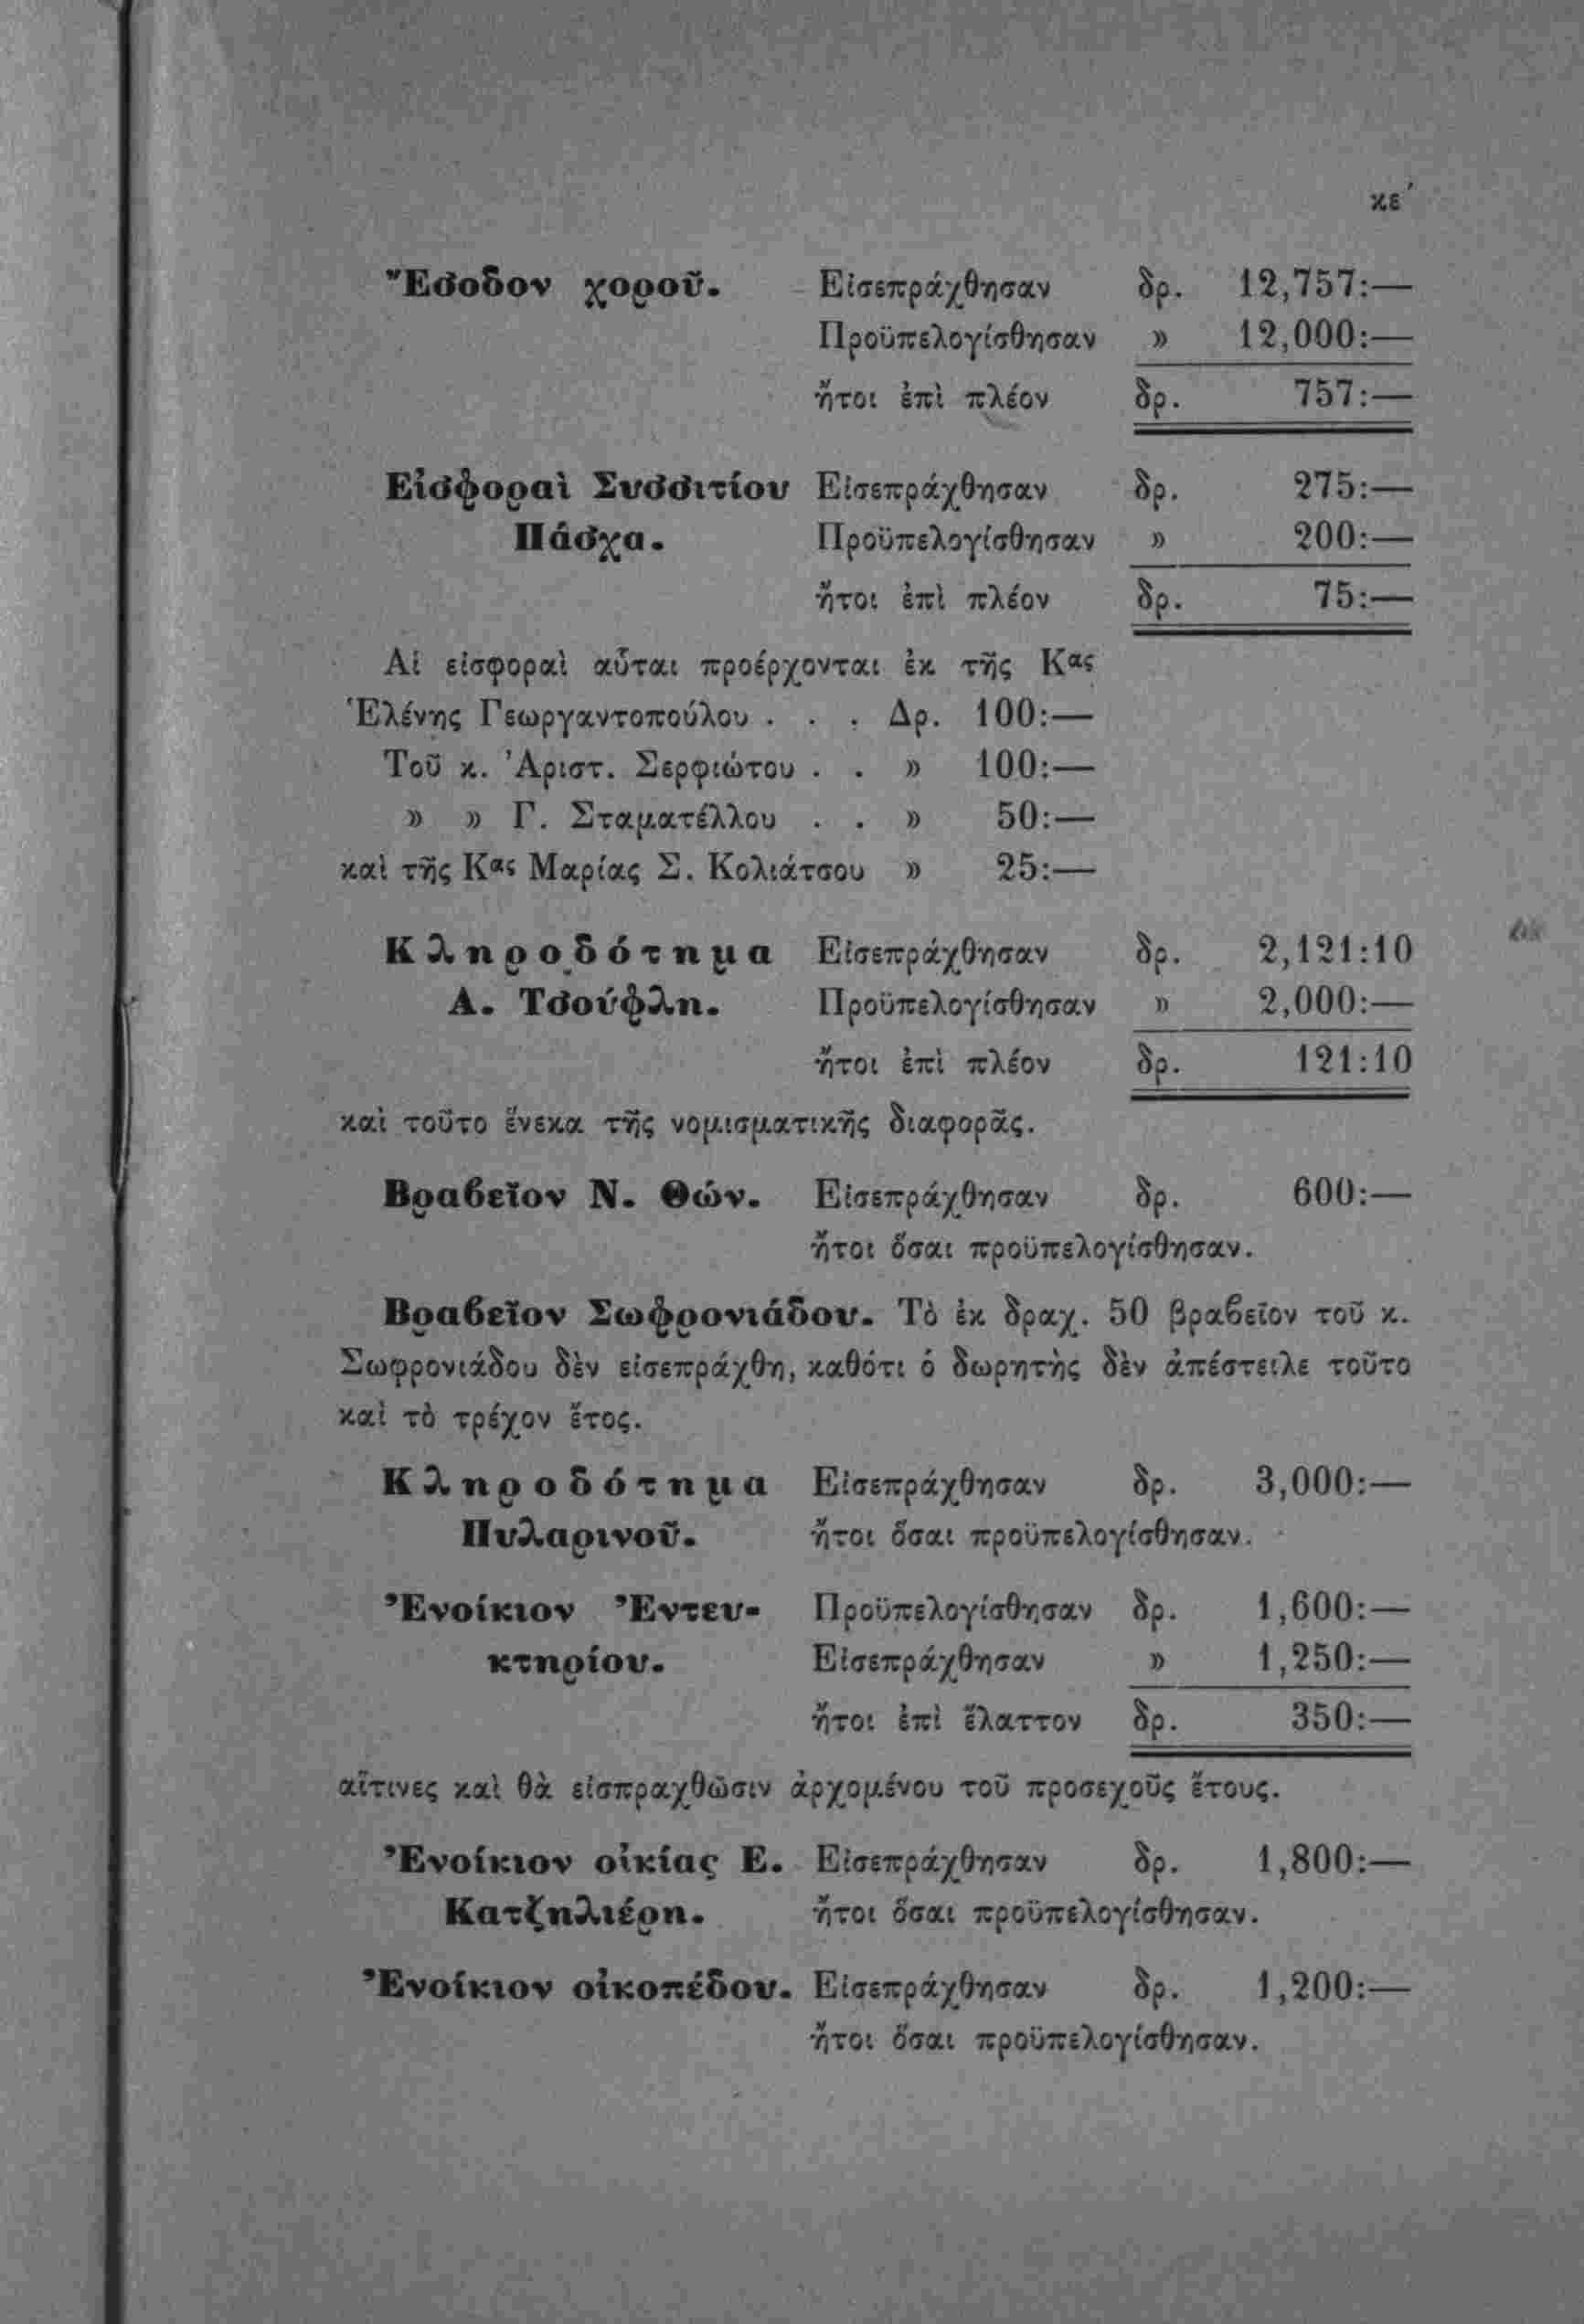 κε΄
Ἔσοδον χοροῦ. Εἰσεπράχθησαν δρ. 12,757:—
Προϋπελογίσθησαν » 12,000:—
ἤτοι ἐπὶ πλέον δρ. 757:—
Εἰσφοραὶ Συσσιτίου Εἰσεπράχθησαν δρ. 275:—
Πάσχα. Προϋπελογίσθησαν » 200:—
ἤτοι ἐπὶ πλέον δρ. 75:—
Αἱ εἰσφοραὶ αὗται προέρχονται ἐκ τῆς Κας
Ἑλένης Γεωργαντοπούλου . . . Δρ. 100:—
Τοῦ κ. Ἀριστ. Σερφιώτου . . » 100:—
» » Γ. Σταματέλλου . . » 50:—
καὶ τῆς Κας Μαρίας Σ. Κολιάτσου » 25:—
Κληροδότημα Εἰσεπράχθησαν δρ. 2,121:10
Α. Τσούφλη. Προϋπελογίσθησαν » 2,000:—
ἤτοι ἐπὶ πλέον δρ. 121:10
καὶ τοῦτο ἕνεκα τῆς νομισματικῆς διαφορᾶς.
Βραβεῖον Ν. Θών. Εἰσεπράχθησαν δρ. 600:—
ἤτοι ὅσαι προϋπελογίσθησαν.
Βραβεῖον Σωφρονιάδου. Τὸ ἐκ δραχ. 50 βραβεῖον τοῦ κ.
Σωφρονιάδου δὲν εἰσεπράχθη, καθότι ὁ δωρητὴς δὲν ἀπέστειλε τοῦτο
καὶ τὸ τρέχον ἔτος.
Κληροδότημα Εἰσεπράχθησαν δρ. 3,000:—
Πυλαρινοῦ. ἤτοι ὅσαι προϋπελογίσθησαν.
Ἐνοίκιον Ἐντευ- Προϋπελογίσθησαν δρ. 1,600:—
κτηρίου. Εἰσεπράχθησαν » 1,250:—
ἤτοι ἐπὶ ἔλαττον δρ. 350:—
αἵτινες καὶ θὰ εἰσπραχθῶσιν ἀρχομένου τοῦ προσεχοῦς ἔτους.
Ἐνοίκιον οἰκίας Ε. Εἰσεπράχθησαν δρ. 1,800:—
Κατζηλιέρη. ἤτοι ὅσαι προϋπελογίσθησαν.
Ἐνοίκιον οἰκοπέδου. Εἰσεπράχθησαν δρ. 1,200:—
ἤτοι ὅσαι προϋπελογίσθησαν.